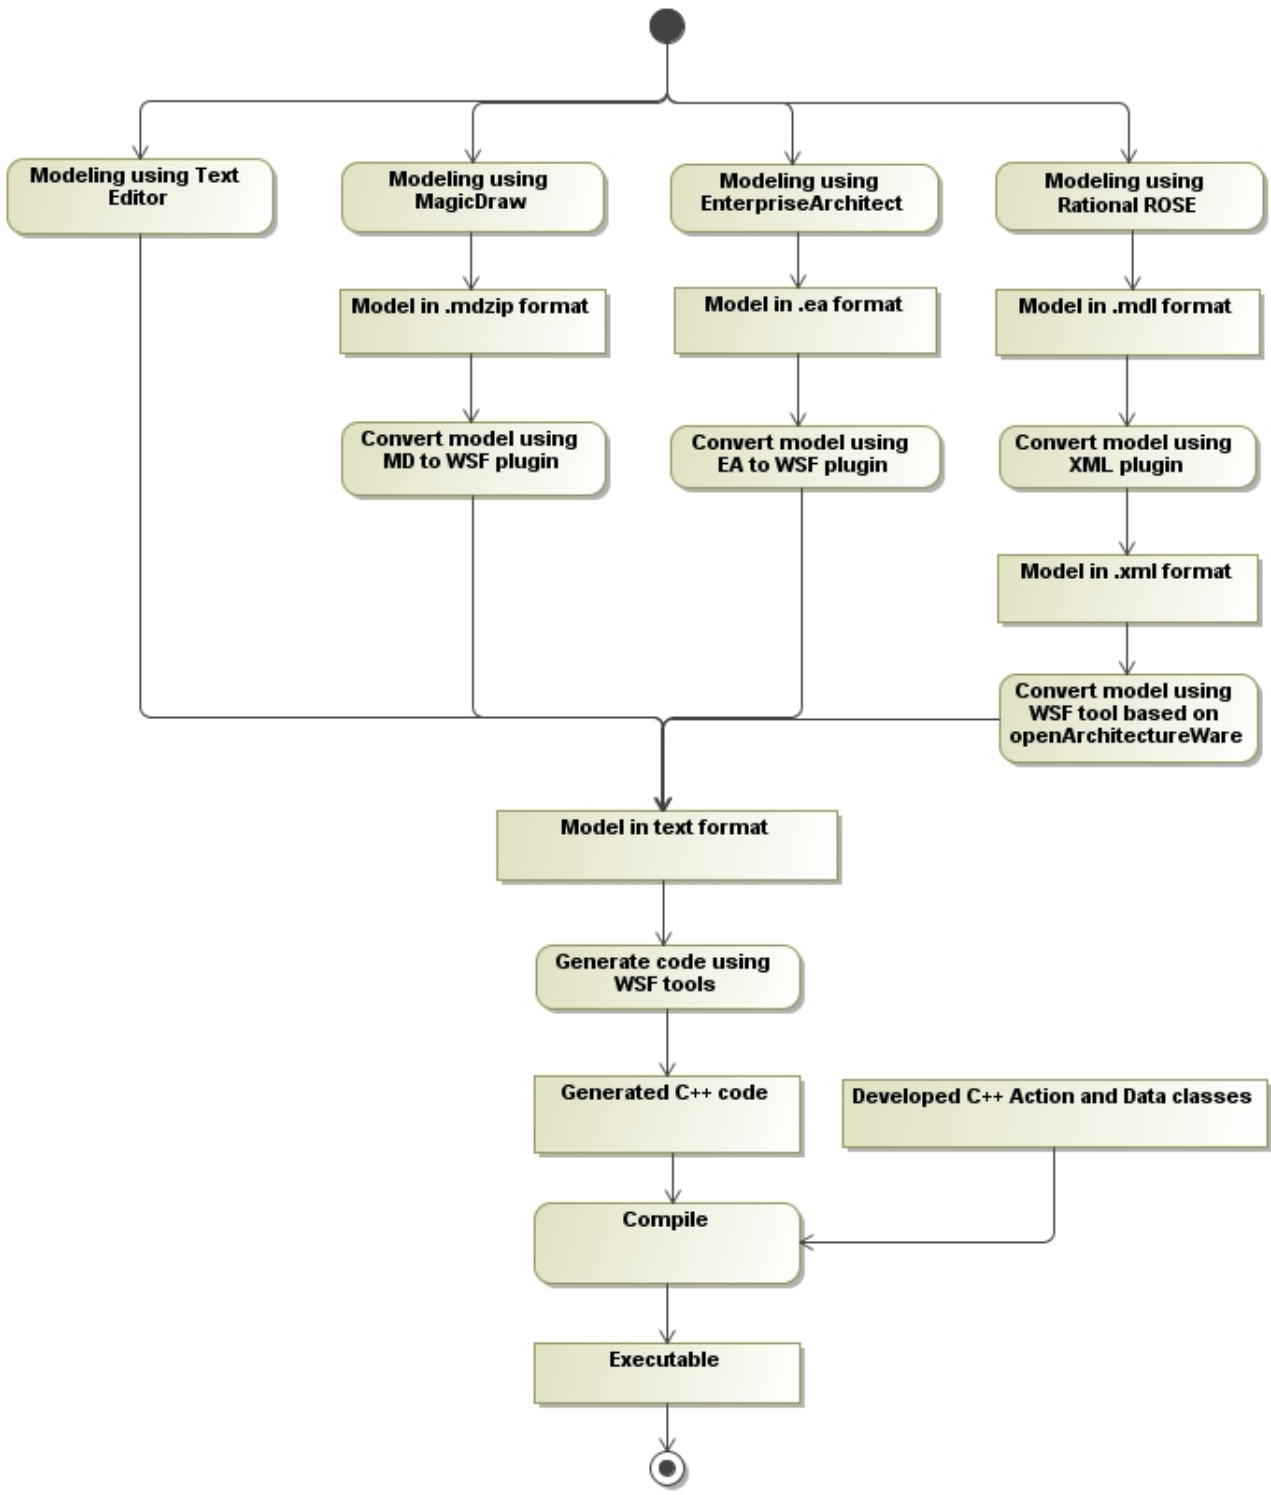 Modeling using Text
Editor
Modeling using
MagicDraw
Modeling using
EnterpriseArchitect
Modeling using
Rational ROSE
Model in .mdzip format
Model in .ea format
Model in .mdl format
Convert model using
MD to WSF plugin
Convert model using
EA to WSF plugin
Convert model using
XML plugin
Model in .xml format
Convert model using
WSF tool based on
openArchitectureWare
Model in text format
Generate code using
WSF tools
Generated C++ code
Developed C++ Action and Data classes
Compile
Executable